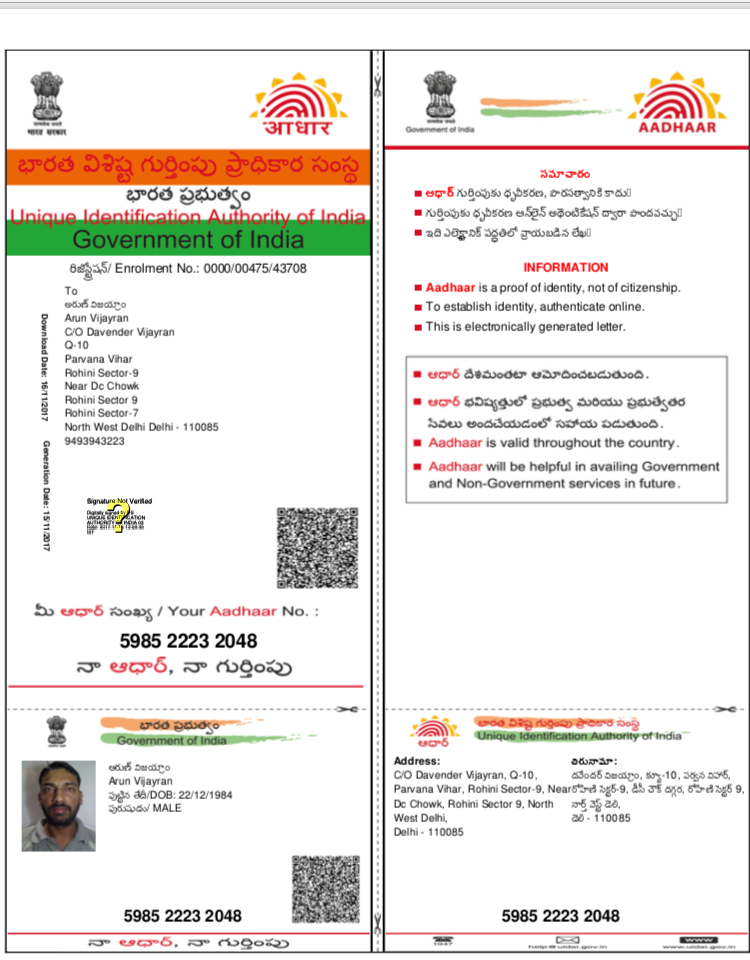 भारत सरकार
आधार
భారత విశిష్ట గుర్తింపు ప్రాధికార సంస్థ
భారత ప్రభుత్వం
Unique Identification Authority of India
Government of India
రిజిస్ట్రేషన్/ Enrolment No.: 0000/00475/43708
To
అరుణ్ విజయ్రాం
Arun Vijayran
C/O Davender Vijayran
Q-10
Parvana Vihar
Rohini Sector-9
Near Dc Chowk
Rohini Sector 9
Rohini Sector-7
North West Delhi Delhi - 110085
9493943223
Download Date: 16/11/2017
Generation Date: 15/11/2017
Signature Not Verified
Digitally signed by
UNIQUE IDENTIFICATION
AUTHORITY OF INDIA
మీ ఆధార్ సంఖ్య / Your Aadhaar No. :
5985 2223 2048
నా ఆధార్, నా గుర్తింపు
Government of India
AADHAAR
సమాచారం
ఆధార్ గుర్తింపుకు ధృవీకరణ, పౌరసత్వానికి కాదు
గుర్తింపుకు ధృవీకరణ ఆన్‌లైన్ అథెంటికేషన్ ద్వారా పొందవచ్చు
ఇది ఎలెక్ట్రానిక్ పద్ధతిలో వ్రాయబడిన లేఖ
INFORMATION
Aadhaar is a proof of identity, not of citizenship.
To establish identity, authenticate online.
This is electronically generated letter.
ఆధార్ దేశమంతటా ఆమోదించబడుతుంది.
ఆధార్ భవిష్యత్తులో ప్రభుత్వ మరియు ప్రభుత్వేతర
సేవలు అందచేయడంలో సహాయ పడుతుంది.
Aadhaar is valid throughout the country.
Aadhaar will be helpful in availing Government
and Non-Government services in future.
భారత ప్రభుత్వం
Government of India
అరుణ్ విజయ్రాం
Arun Vijayran
పుట్టిన తేదీ/DOB: 22/12/1984
పురుషుడు/ MALE
5985 2223 2048
నా ఆధార్, నా గుర్తింపు
ఆధార్
భారత విశిష్ట గుర్తింపు ప్రాధికార సంస్థ
Unique Identification Authority of India
Address:
C/O Davender Vijayran, Q-10,
Parvana Vihar, Rohini Sector-9, Near
Dc Chowk, Rohini Sector 9, North
West Delhi,
Delhi - 110085
చిరునామా:
దవేందర్ విజయ్రాం, క్యూ-10, పర్వన విహార్,
రోహిణి సెక్టర్-9, డీసీ చౌక్ దగ్గర, రోహిణి సెక్టర్ 9,
నార్త్ వెస్ట్ డెలి,
డెలి - 110085
5985 2223 2048
1947
help@uidai.gov.in
www
www.uidai.gov.in